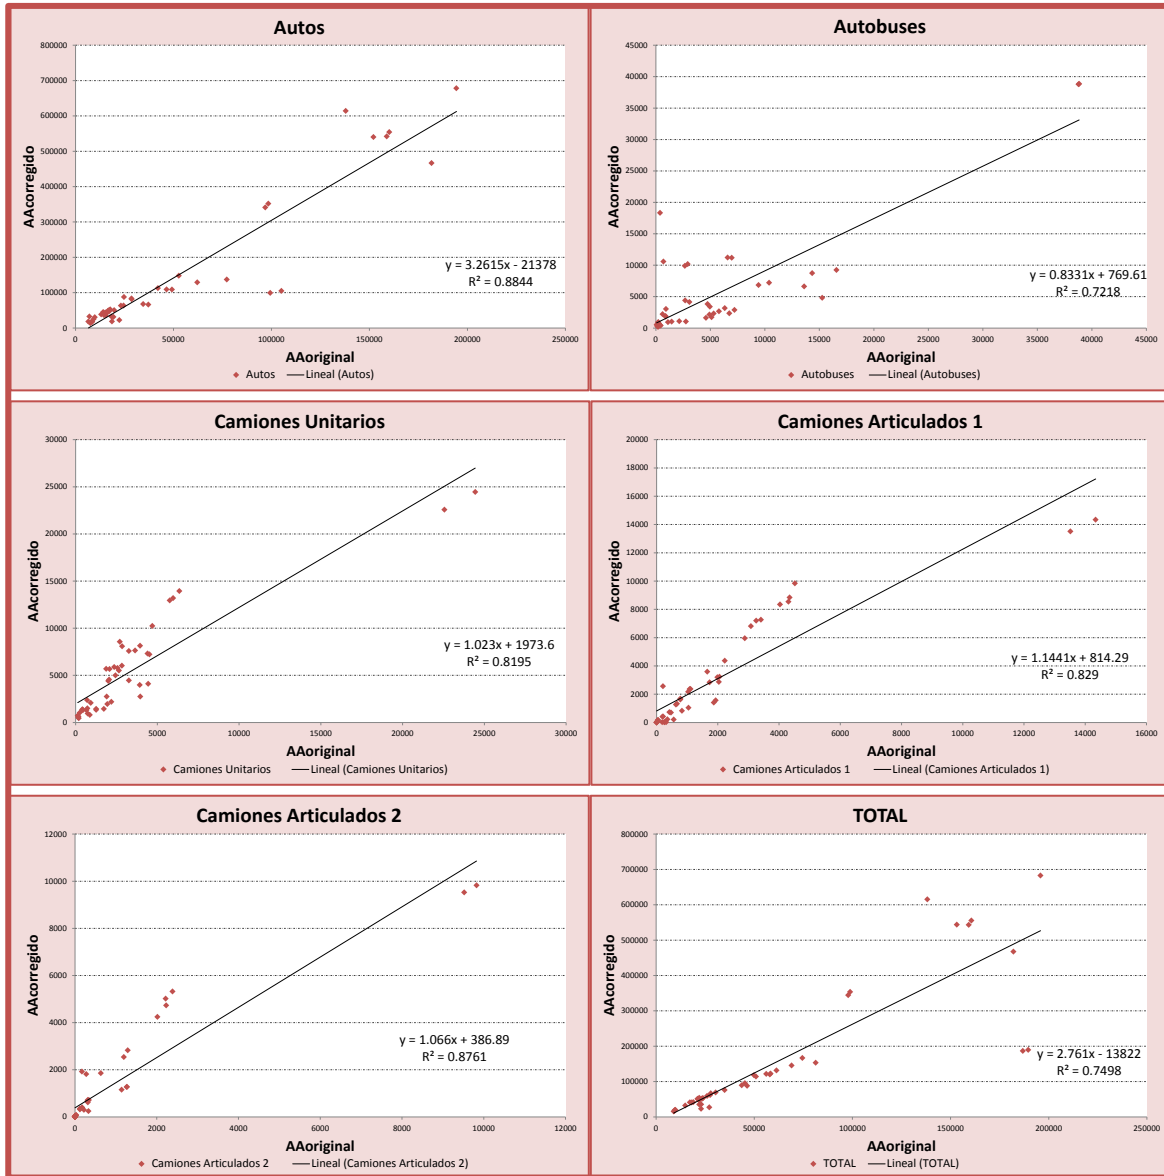 Autos
800000
700000
600000
500000
400000
300000
200000
100000
0
AAcorregido
y = 3.2615x - 21378
R² = 0.8844
0 50000 100000 150000 200000 250000
AAoriginal
Autos Lineal (Autos)
Autobuses
45000
40000
35000
30000
25000
20000
15000
10000
5000
0
AAcorregido
y = 0.8331x + 769.61
R² = 0.7218
0 5000 10000 15000 20000 25000 30000 35000 40000 45000
AAoriginal
Autobuses Lineal (Autobuses)
Camiones Unitarios
30000
25000
20000
15000
10000
5000
0
AAcorregido
y = 1.023x + 1973.6
R² = 0.8195
0 5000 10000 15000 20000 25000 30000
AAoriginal
Camiones Unitarios Lineal (Camiones Unitarios)
Camiones Articulados 1
20000
18000
16000
14000
12000
10000
8000
6000
4000
2000
0
AAcorregido
y = 1.1441x + 814.29
R² = 0.829
0 2000 4000 6000 8000 10000 12000 14000 16000
AAoriginal
Camiones Articulados 1 Lineal (Camiones Articulados 1)
Camiones Articulados 2
12000
10000
8000
6000
4000
2000
0
AAcorregido
y = 1.066x + 386.89
R² = 0.8761
0 2000 4000 6000 8000 10000 12000
AAoriginal
Camiones Articulados 2 Lineal (Camiones Articulados 2)
TOTAL
800000
700000
600000
500000
400000
300000
200000
100000
0
AAcorregido
y = 2.761x - 13822
R² = 0.7498
0 50000 100000 150000 200000 250000
AAoriginal
TOTAL Lineal (TOTAL)